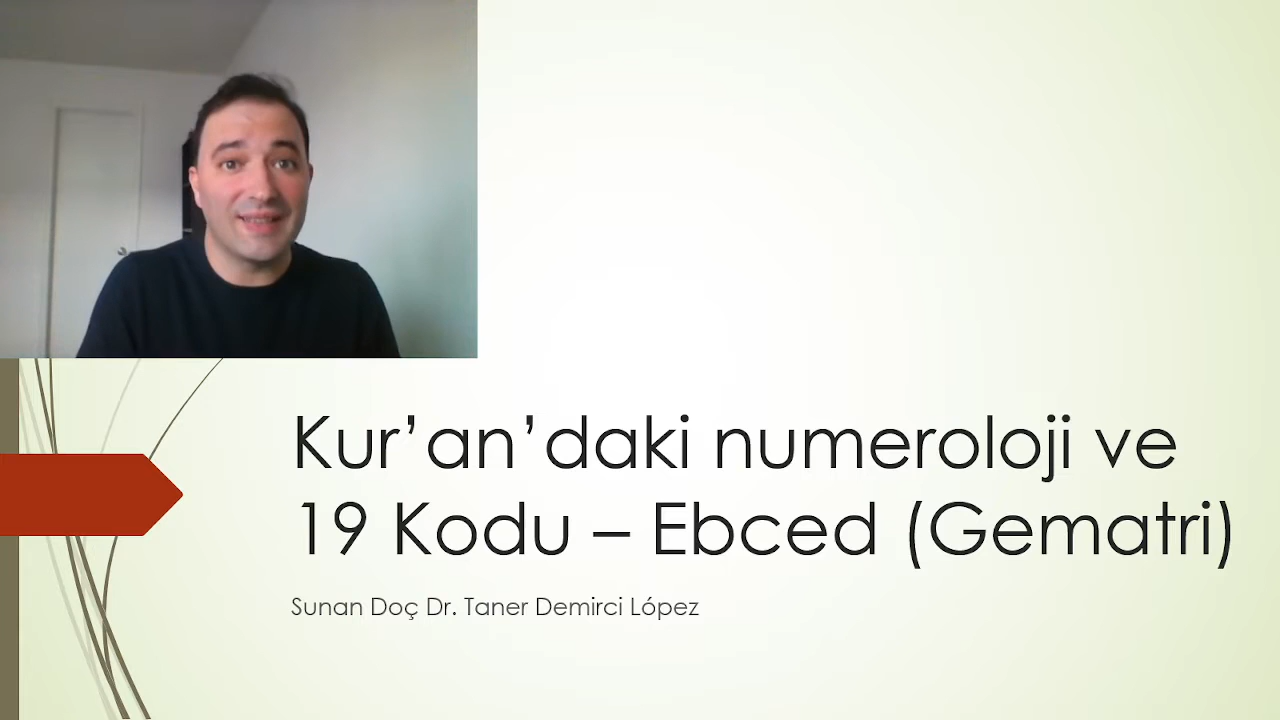 Kur’an’daki numeroloji ve
19 Kodu – Ebced (Gematri)
Sunan Doç Dr. Taner Demirci López